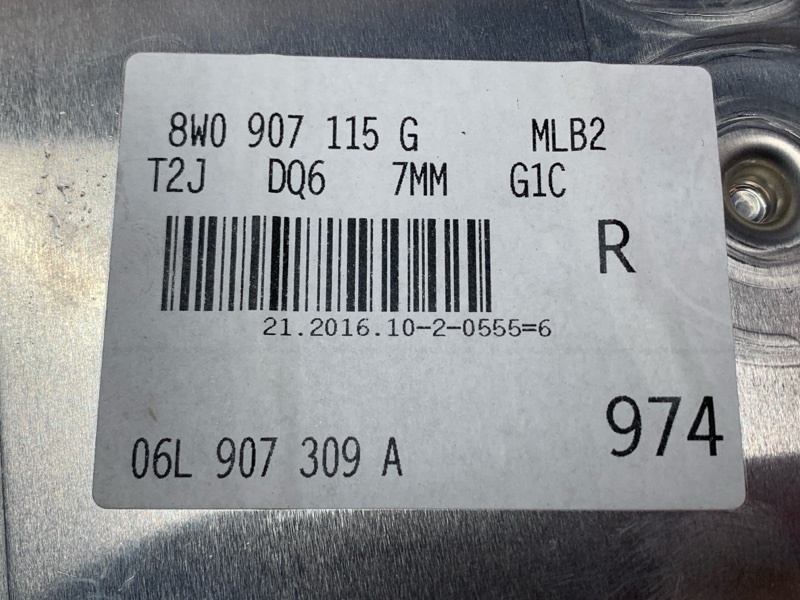 8W0 907 115 G MLB2
T2J DQ6 7MM G1C
R
21.2016.10-2-0555=6
974
06L 907 309 A